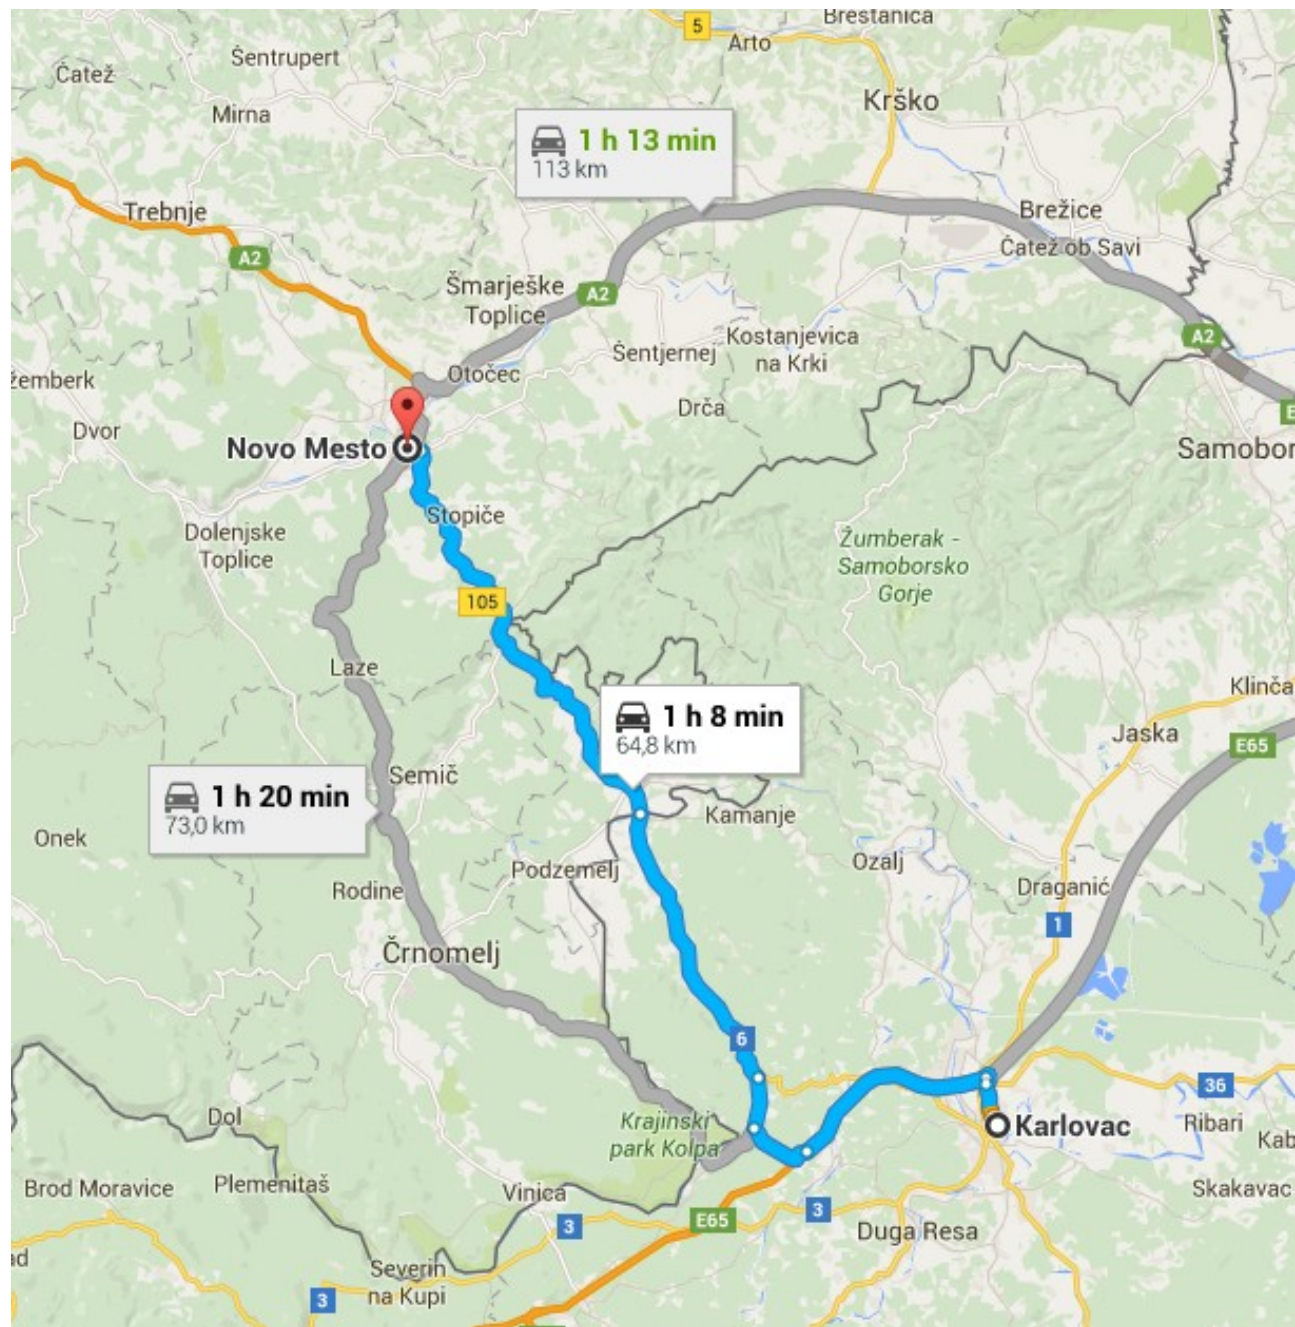 Brestanica
5
Arto
Šentrupert
Čatež
Krško
Mirna
1 h 13 min
113 km
Trebnje
Brežice
A2
Čatež ob Savi
Šmarješke
Toplice
A2
Kostanjevica
na Krki
A2
Šentjernej
Otočec
žemberk
Drča
E
Dvor
Novo Mesto
Samobor
Stopiče
Dolenjske
Toplice
Žumberak -
Samoborsko
Gorje
105
Laze
Klinča
1 h 8 min
64,8 km
Jaska
E65
Semič
1 h 20 min
73,0 km
Kamanje
Onek
Ozalj
Podzemelj
Rodine
Draganić
1
Črnomelj
6
36
Dol
Krajinski
park Kolpa
Karlovac
Ribari
Kab
Brod Moravice
Plemenitaš
Vinica
Skakavac
3
E65
3
Duga Resa
ad
Severin
na Kupi
3